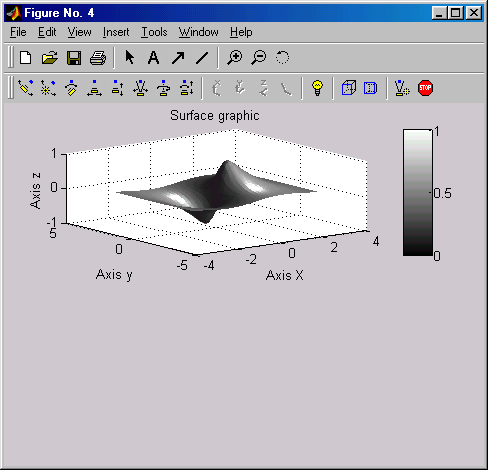 Figure No. 4
File Edit View Insert Tools Window Help
A
X Y Z
STOP
Surface graphic
1
0
-1
Axis z
5
0
-5
Axis y
-4
-2
0
2
4
Axis X
1
0.5
0